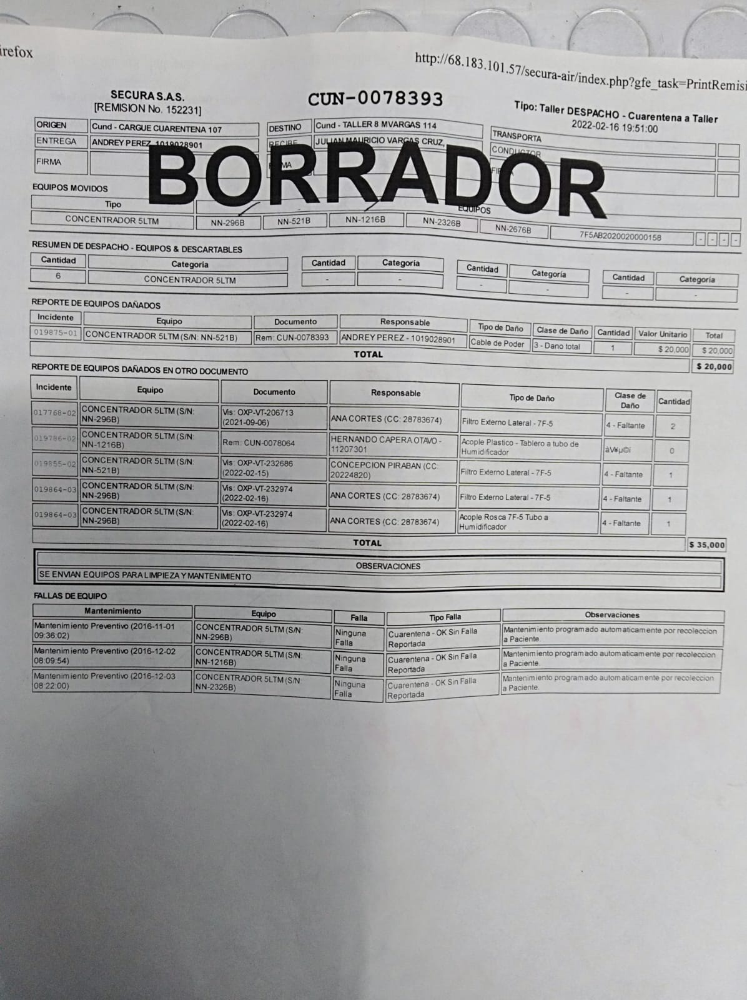 irefox
http://68.183.101.57/secura-air/index.php?gfe_task=PrintRemisi
SECURA S.A.S.
[REMISION No. 152231]
CUN-0078393
Tipo: Taller DESPACHO - Cuarentena a Taller
2022-02-16 19:51:00
ORIGEN Cund - CARGUE CUARENTENA 107 DESTINO Cund - TALLER 8 MVARGAS 114 TRANSPORTA
ENTREGA ANDREY PEREZ 1019028901 RECIBE JULIAN MAURICIO VARGAS CRUZ, CONDUCTOR
FIRMA
BORRADOR
EQUIPOS MOVIDOS
Tipo EQUIPOS
CONCENTRADOR 5LTM NN-296B NN-521B NN-1216B NN-2326B NN-2676B 7F5AB2020020000158 - - - -
RESUMEN DE DESPACHO - EQUIPOS & DESCARTABLES
Cantidad Categoria Cantidad Categoria Cantidad Categoria Cantidad Categoria
6 CONCENTRADOR 5LTM - - - - - -
REPORTE DE EQUIPOS DAÑADOS
Incidente Equipo Documento Responsable Tipo de Daño Clase de Daño Cantidad Valor Unitario Total
019875-01 CONCENTRADOR 5LTM (S/N: NN-521B) Rem: CUN-0078393 ANDREY PEREZ - 1019028901 Cable de Poder 3 - Dano total 1 $ 20,000 $ 20,000
TOTAL $ 20,000
REPORTE DE EQUIPOS DAÑADOS EN OTRO DOCUMENTO
Incidente Equipo Documento Responsable Tipo de Daño Clase de Daño Cantidad
017768-02 CONCENTRADOR 5LTM (S/N: NN-296B) Vis: OXP-VT-206713 (2021-09-06) ANA CORTES (CC: 28783674) Filtro Externo Lateral - 7F-5 4 - Faltante 2
019786-02 CONCENTRADOR 5LTM (S/N: NN-1216B) Rem: CUN-0078064 HERNANDO CAPERA OTAVO - 11207301 Acople Plastico - Tablero a tubo de Humidificador àV¥µ©í 0
019855-02 CONCENTRADOR 5LTM (S/N: NN-521B) Vis: OXP-VT-232686 (2022-02-15) CONCEPCION PIRABAN (CC: 20224820) Filtro Externo Lateral - 7F-5 4 - Faltante 1
019864-03 CONCENTRADOR 5LTM (S/N: NN-296B) Vis: OXP-VT-232974 (2022-02-16) ANA CORTES (CC: 28783674) Filtro Externo Lateral - 7F-5 4 - Faltante 1
019864-03 CONCENTRADOR 5LTM (S/N: NN-296B) Vis: OXP-VT-232974 (2022-02-16) ANA CORTES (CC: 28783674) Acople Rosca 7F-5 Tubo a Humidificador 4 - Faltante 1
TOTAL $ 35,000
OBSERVACIONES
SE ENVIAN EQUIPOS PARA LIMPIEZA Y MANTENIMIENTO
FALLAS DE EQUIPO
Mantenimiento Equipo Falla Tipo Falla Observaciones
Mantenimiento Preventivo (2016-11-01 09:36:02) CONCENTRADOR 5LTM (S/N: NN-296B) Ninguna Falla Cuarentena - OK Sin Falla Reportada Mantenimiento programado automaticamente por recoleccion a Paciente.
Mantenimiento Preventivo (2016-12-02 08:09:54) CONCENTRADOR 5LTM (S/N: NN-1216B) Ninguna Falla Cuarentena - OK Sin Falla Reportada Mantenimiento programado automaticamente por recoleccion a Paciente.
Mantenimiento Preventivo (2016-12-03 08:22:00) CONCENTRADOR 5LTM (S/N: NN-2326B) Ninguna Falla Cuarentena - OK Sin Falla Reportada Mantenimiento programado automaticamente por recoleccion a Paciente.